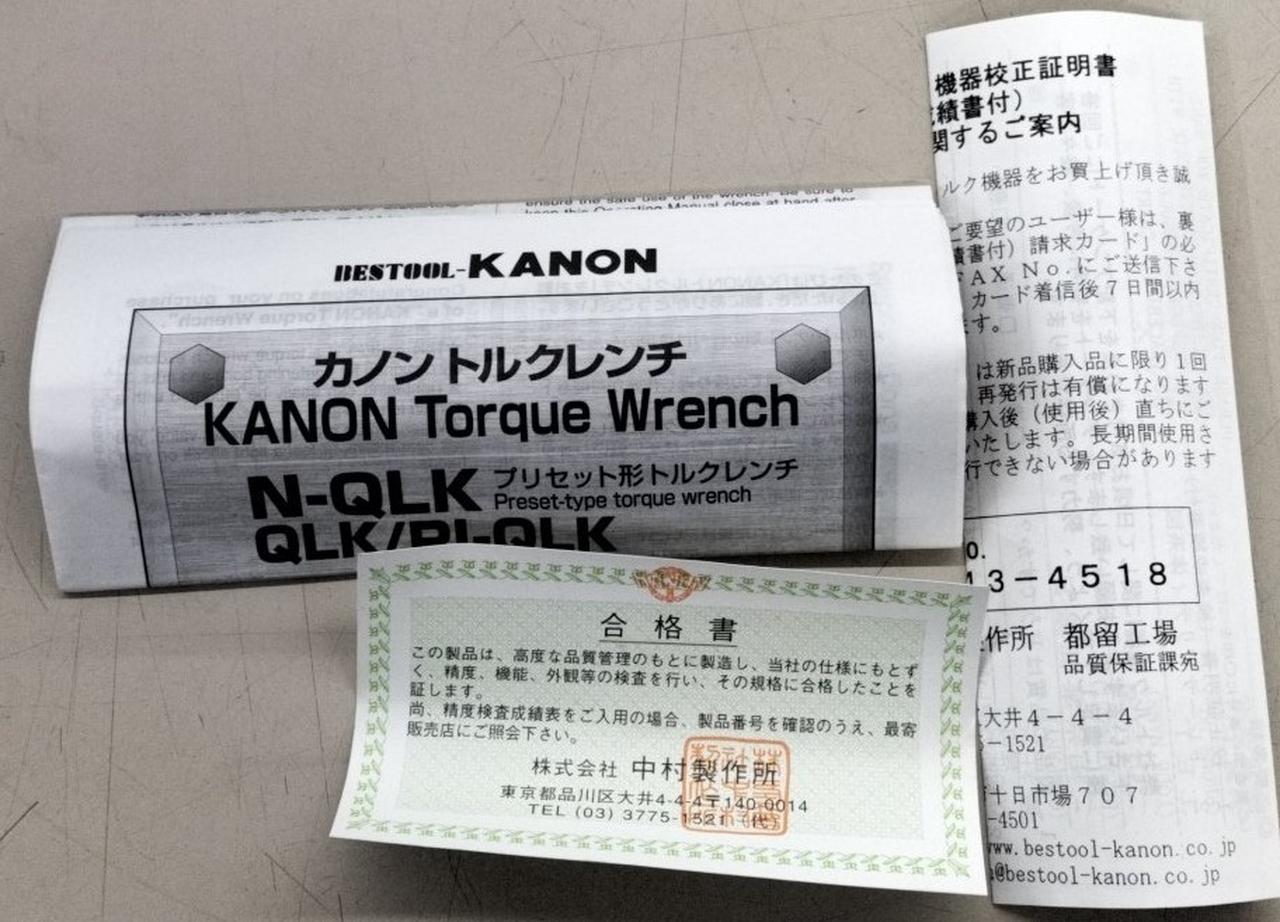 ensure the safe use of the wrench. Be sure to
keep this Operating Manual close at hand after
BESTOOL-KANON
カノン トルクレンチ
KANON Torque Wrench
N-QLK プリセット形トルクレンチ
Preset-type torque wrench
QLK/PI-QLK
合格書
この製品は、高度な品質管理のもとに製造し、当社の仕様にもとず
く、精度、機能、外観等の検査を行い、その規格に合格したことを
証します。
尚、精度検査成績表をご入用の場合、製品番号を確認のうえ、最寄
販売店にご照会下さい。
株式会社 中村製作所
東京都品川区大井4-4-4〒140-0014
TEL (03) 3775-1521 (代)
機器校正証明書
績書付)
関するご案内
ルク機器をお買上げ頂き誠
ご要望のユーザー様は、裏
績書付) 請求カード」の必
FAX No.にご送信下さ
カード着信後7日間以内
ます。
は新品購入品に限り1回
再発行は有償になります
購入後(使用後)直ちにご
いたします。長期間使用さ
行できない場合があります
o.
43-4518
作所 都留工場
品質保証課宛
大井4-4-4
5-1521
十日市場707
-4501
www.bestool-kanon.co.jp
@bestool-kanon.co.jp